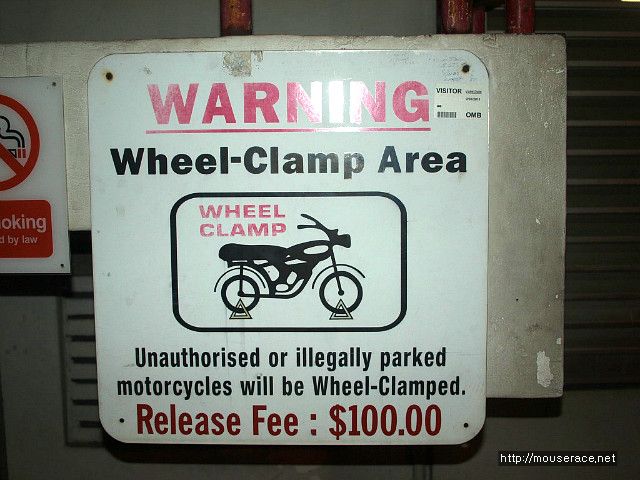 WARNING
VISITOR
OMB
Wheel-Clamp Area
WHEEL
CLAMP
oking
d by law
Unauthorised or illegally parked
motorcycles will be Wheel-Clamped.
Release Fee : $100.00
http://mouserace.net